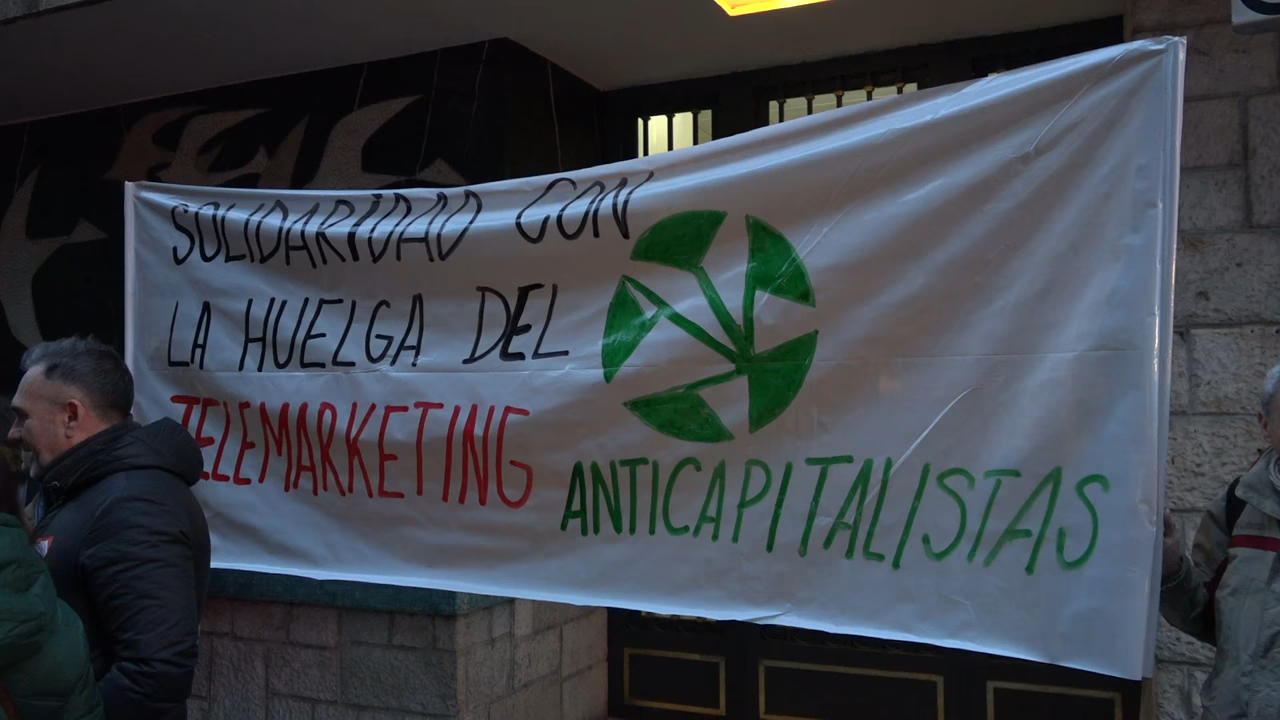 SOLIDARIDAD CON
LA HUELGA DEL
TELEMARKETING
ANTICAPITALISTAS